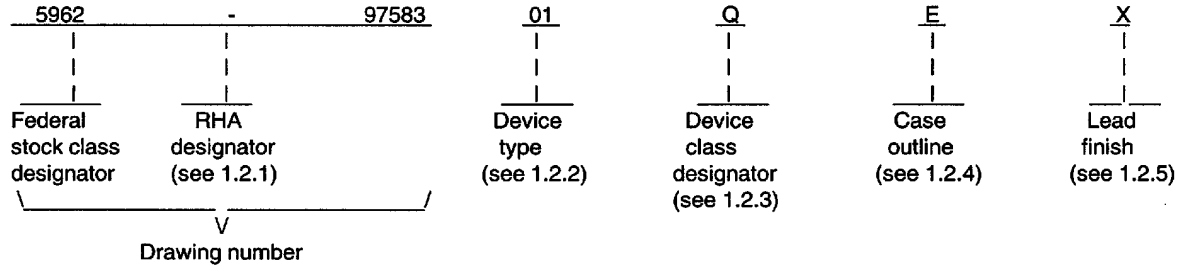 5962 - 97583 01 Q E X
Federal stock class designator
RHA designator (see 1.2.1)
Device type (see 1.2.2)
Device class designator (see 1.2.3)
Case outline (see 1.2.4)
Lead finish (see 1.2.5)
\ /
V
Drawing number